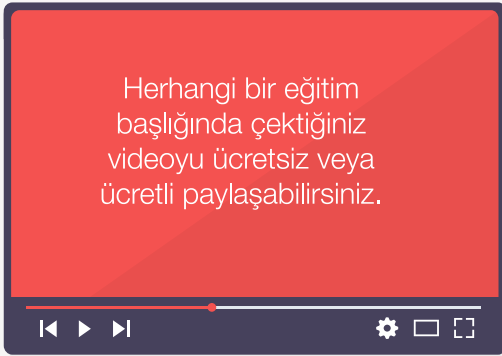 Herhangi bir eğitim
başlığında çektiğiniz
videoyu ücretsiz veya
ücretli paylaşabilirsiniz.